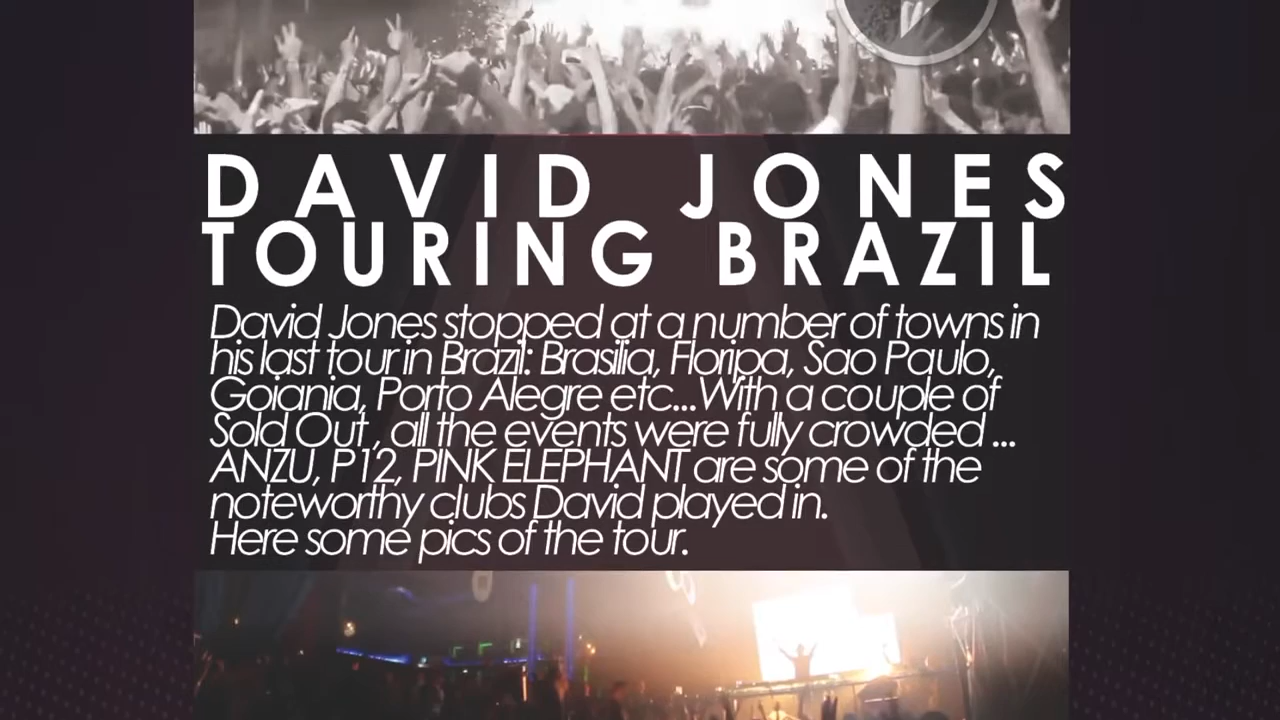 DAVID JONES
TOURING BRAZIL
David Jones stopped at a number of towns in
his last tour in Brazil: Brasilia, Floripa, Sao Paulo,
Goiania, Porto Alegre etc...With a couple of
Sold Out , all the events were fully crowded ...
ANZU, P12, PINK ELEPHANT are some of the
noteworthy clubs David played in.
Here some pics of the tour.